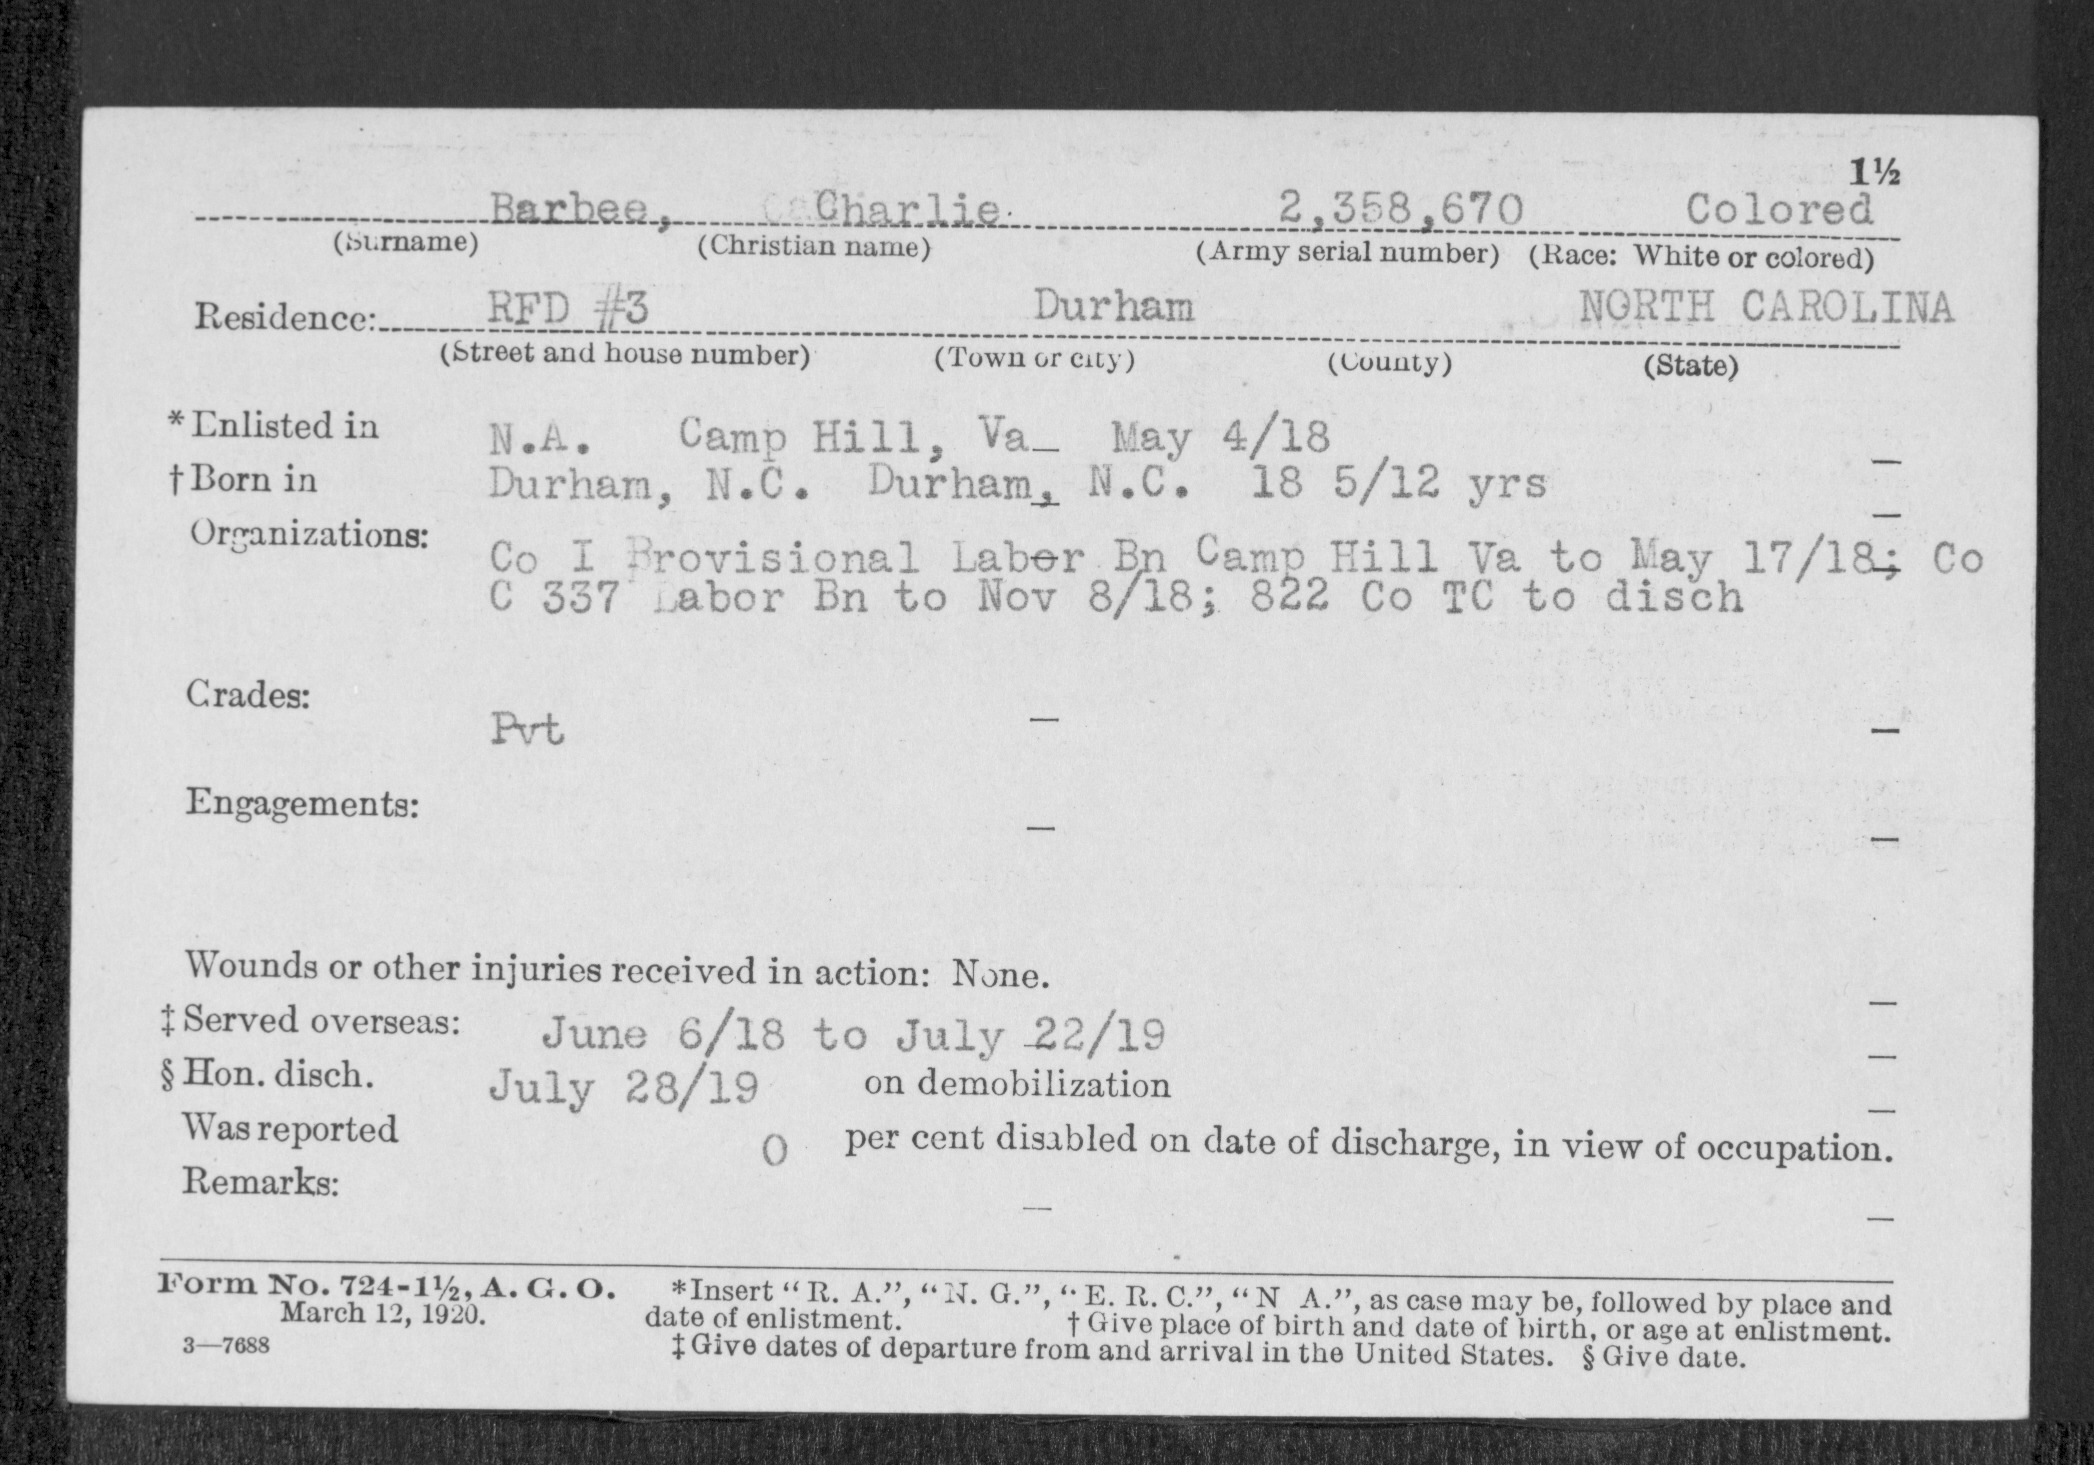 1½
Barbee, Charlie 2,358,670 Colored
(Surname) (Christian name) (Army serial number) (Race: White or colored)
Residence: RFD #3 Durham NORTH CAROLINA
(Street and house number) (Town or city) (County) (State)
*Enlisted in N.A. Camp Hill, Va— May 4/18 —
†Born in Durham, N.C. Durham, N.C. 18 5/12 yrs —
Organizations:
Co I Provisional Labor Bn Camp Hill Va to May 17/18; Co
C 337 Labor Bn to Nov 8/18; 822 Co TC to disch
Grades:
Pvt — —
Engagements:
— —
Wounds or other injuries received in action: None. —
‡Served overseas: June 6/18 to July 22/19 —
§Hon. disch. July 28/19 on demobilization —
Was reported 0 per cent disabled on date of discharge, in view of occupation.
Remarks:
— —
Form No. 724-1½, A. G. O. *Insert “R. A.”, “N. G.”, “E. R. C.”, “N A.”, as case may be, followed by place and
March 12, 1920. date of enlistment. †Give place of birth and date of birth, or age at enlistment.
3—7688 ‡Give dates of departure from and arrival in the United States. §Give date.